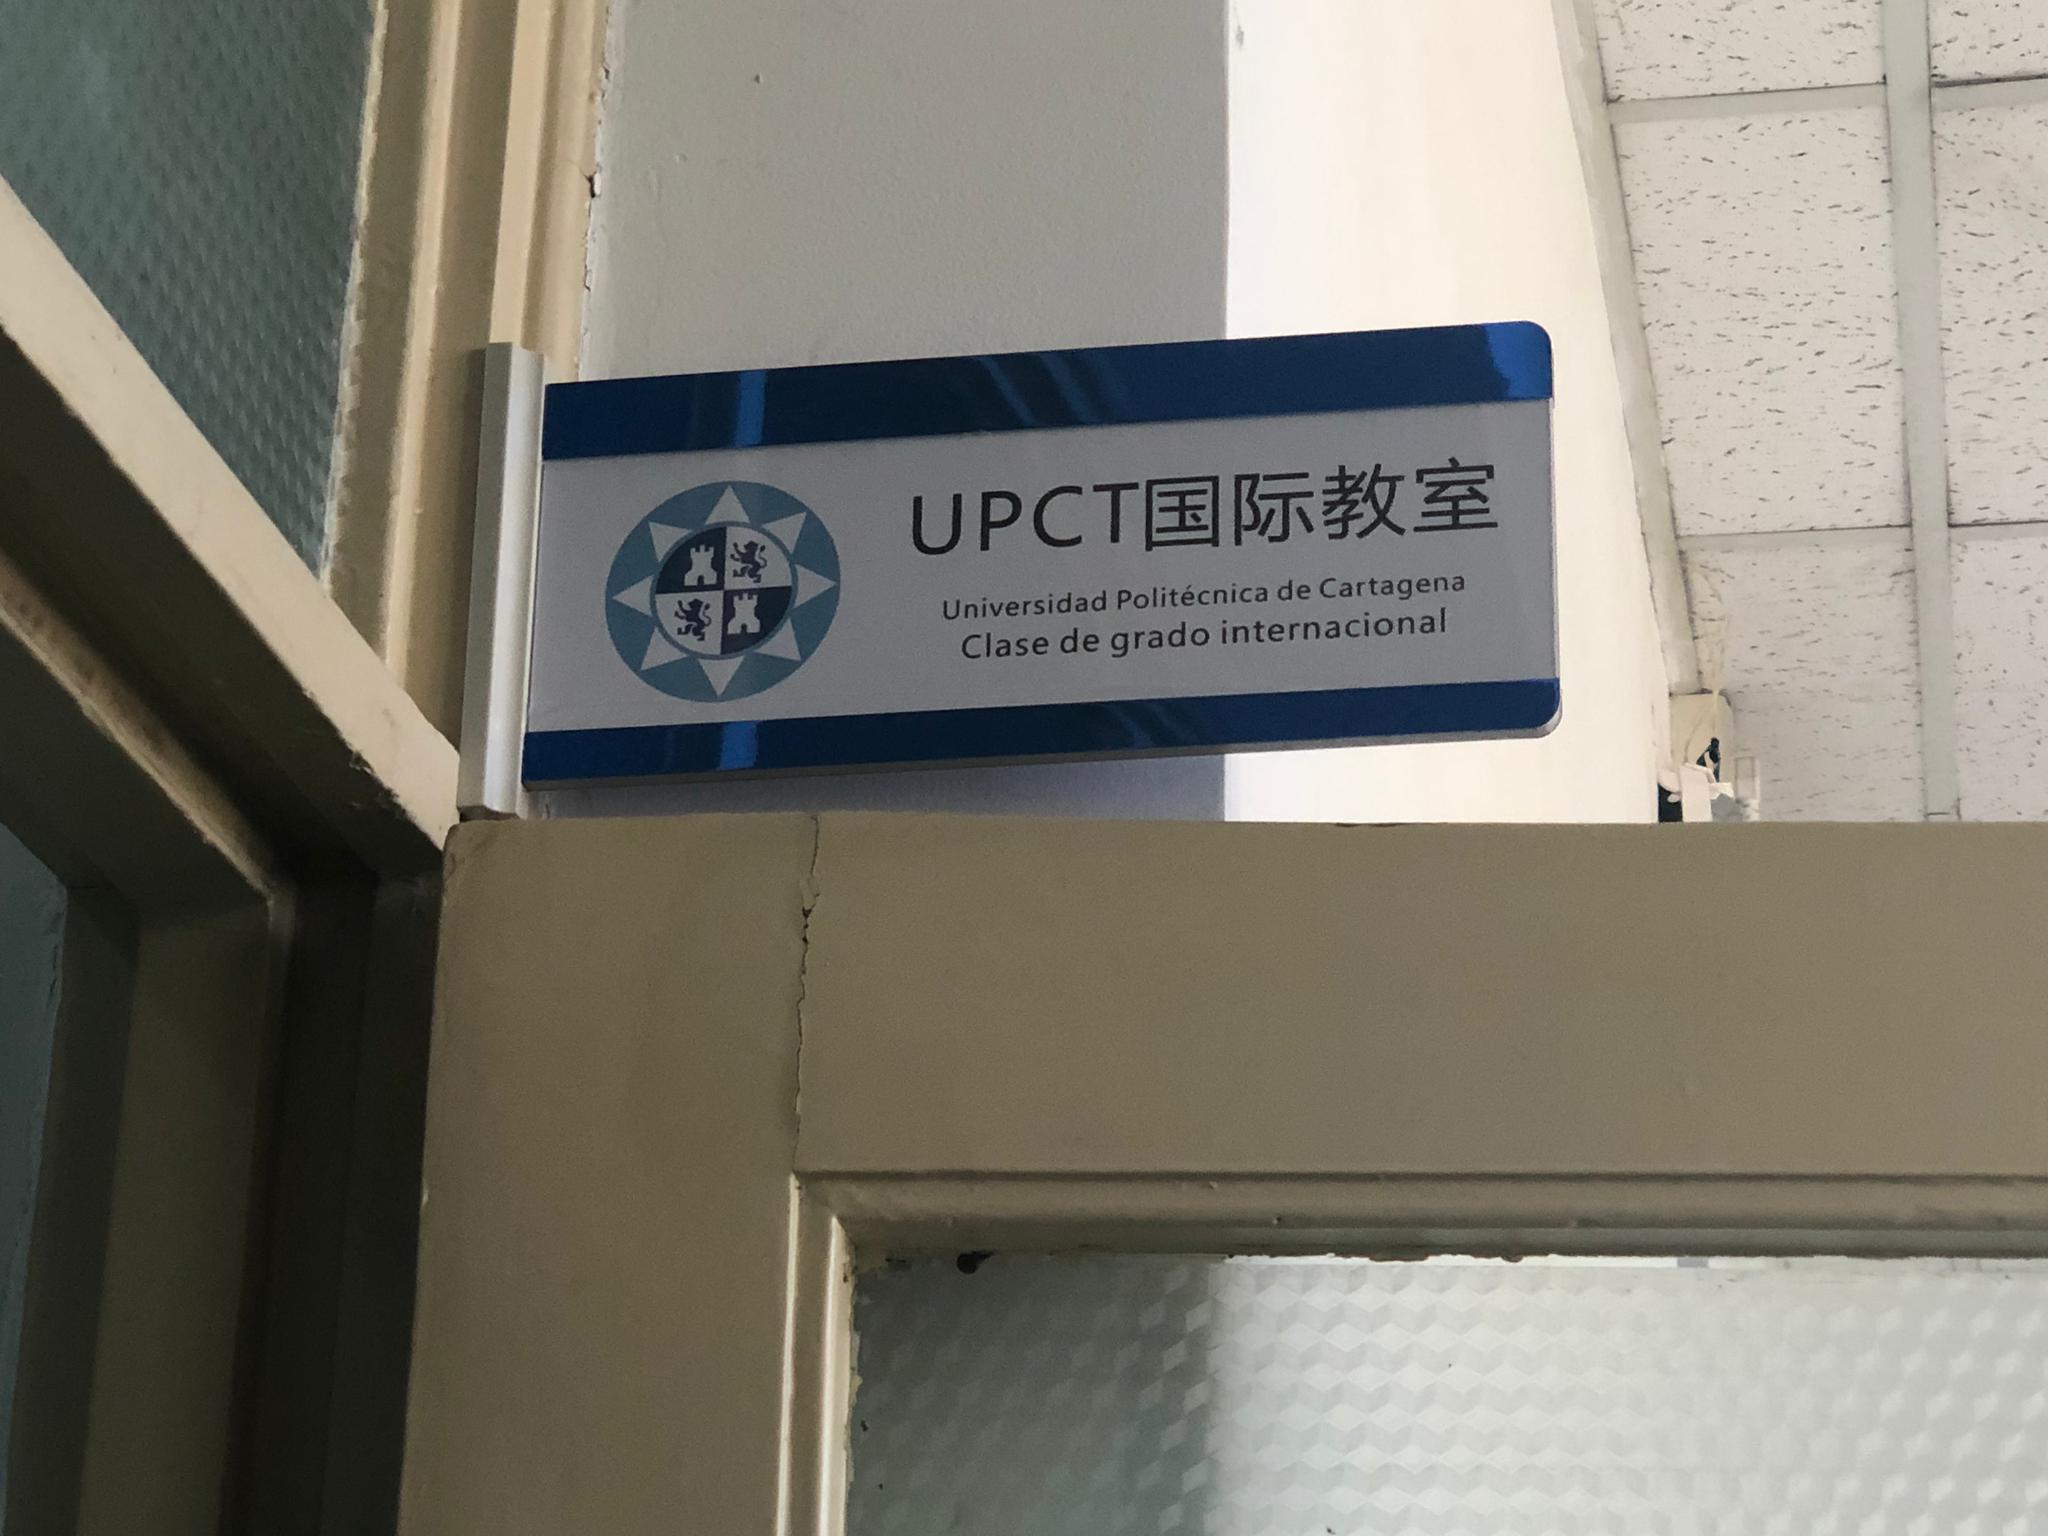 UPCT国际教室
Universidad Politécnica de Cartagena
Clase de grado internacional